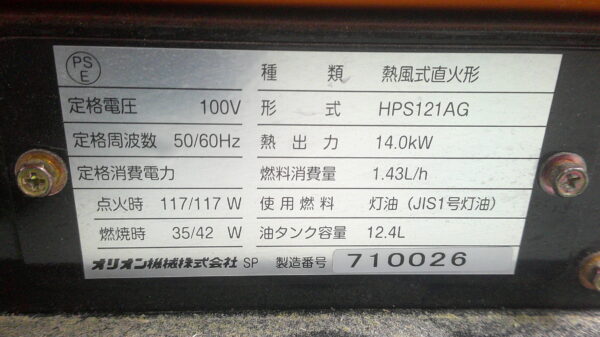 PS
E
種類 熱風式直火形
定格電圧 100V 形式 HPS121AG
定格周波数 50/60Hz 熱出力 14.0kW
定格消費電力 燃料消費量 1.43L/h
点火時 117/117 W 使用燃料 灯油（JIS1号灯油）
燃焼時 35/42 W 油タンク容量 12.4L
オリオン機械株式会社 SP 製造番号 710026